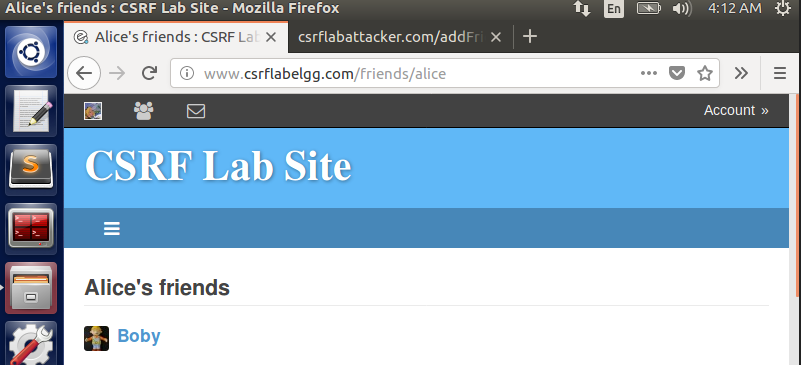 Alice's friends : CSRF Lab Site - Mozilla Firefox
En
4:12 AM
Alice's friends : CSRF Lab
csrflabattacker.com/addFri
www.csrflabelgg.com/friends/alice
Account »
CSRF Lab Site
Alice's friends
Boby